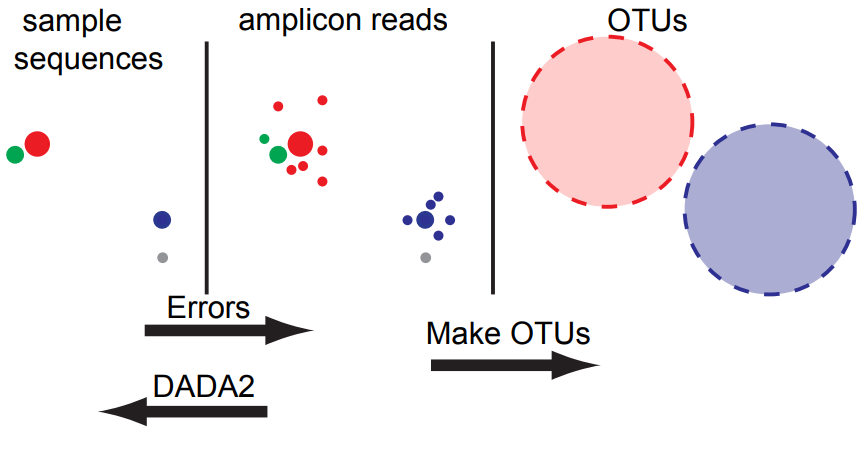 sample
sequences
amplicon reads
OTUs
Errors
Make OTUs
DADA2